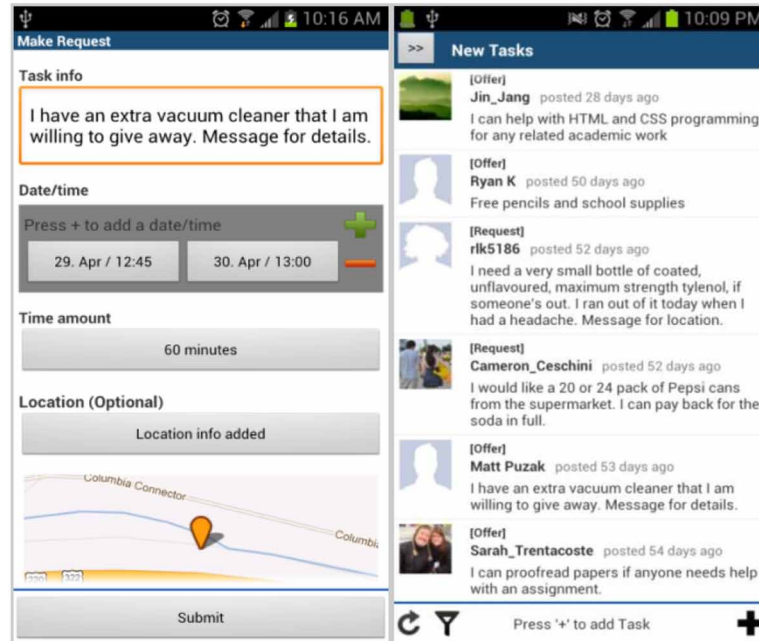 10:16 AM
Make Request
Task info
I have an extra vacuum cleaner that I am
willing to give away. Message for details.
Date/time
Press + to add a date/time
29. Apr / 12:45
30. Apr / 13:00
Time amount
60 minutes
Location (Optional)
Location info added
Columbia Connector
Columbia
320
322
Submit
10:09 PM
>>
New Tasks
[Offer]
Jin_Jang posted 28 days ago
I can help with HTML and CSS programming
for any related academic work
[Offer]
Ryan K posted 50 days ago
Free pencils and school supplies
[Request]
rlk5186 posted 52 days ago
I need a very small bottle of coated,
unflavoured, maximum strength tylenol, if
someone's out. I ran out of it today when I
had a headache. Message for location.
[Request]
Cameron_Ceschini posted 52 days ago
I would like a 20 or 24 pack of Pepsi cans
from the supermarket. I can pay back for the
soda in full.
[Offer]
Matt Puzak posted 53 days ago
I have an extra vacuum cleaner that I am
willing to give away. Message for details.
[Offer]
Sarah_Trentacoste posted 54 days ago
I can proofread papers if anyone needs help
with an assignment.
Press '+' to add Task